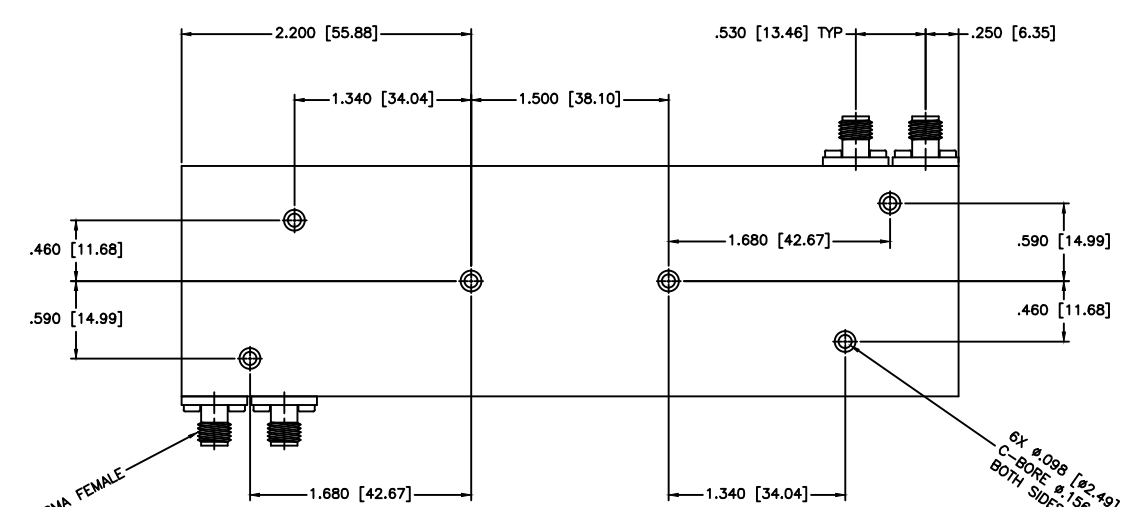 2.200 [55.88]
.530 [13.46] TYP
.250 [6.35]
1.340 [34.04]
1.500 [38.10]
.460 [11.68]
1.680 [42.67]
.590 [14.99]
.590 [14.99]
.460 [11.68]
FEMALE
6X ø.098 [ø2.49]
C-BORE ø.156
BOTH SIDES
1.680 [42.67]
1.340 [34.04]